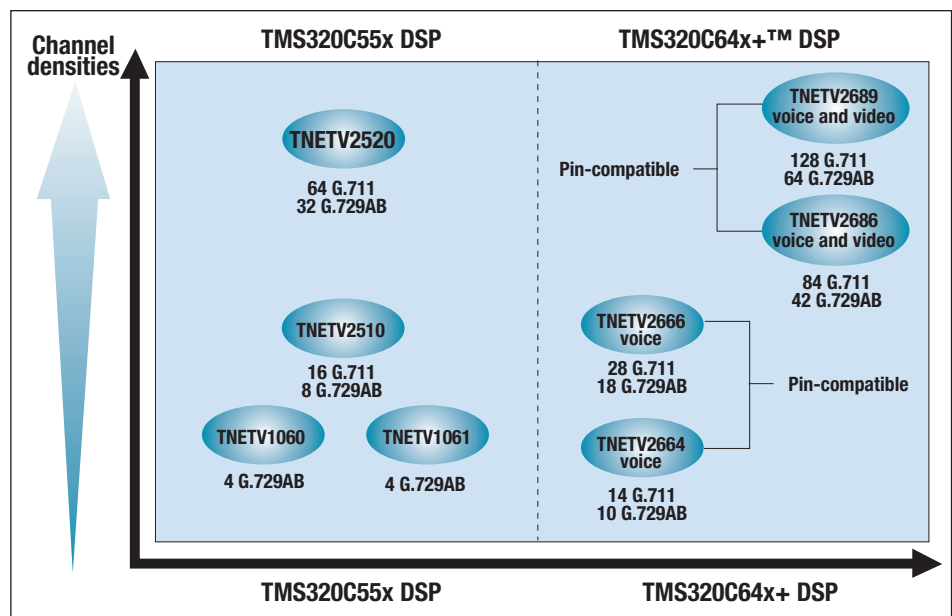 Channel
densities
TMS320C55x DSP
TMS320C64x+™ DSP
TNETV2520
64 G.711
32 G.729AB
TNETV2510
16 G.711
8 G.729AB
TNETV1060
4 G.729AB
TNETV1061
4 G.729AB
Pin-compatible
TNETV2689
voice and video
128 G.711
64 G.729AB
TNETV2686
voice and video
84 G.711
42 G.729AB
TNETV2666
voice
28 G.711
18 G.729AB
Pin-compatible
TNETV2664
voice
14 G.711
10 G.729AB
TMS320C55x DSP
TMS320C64x+ DSP